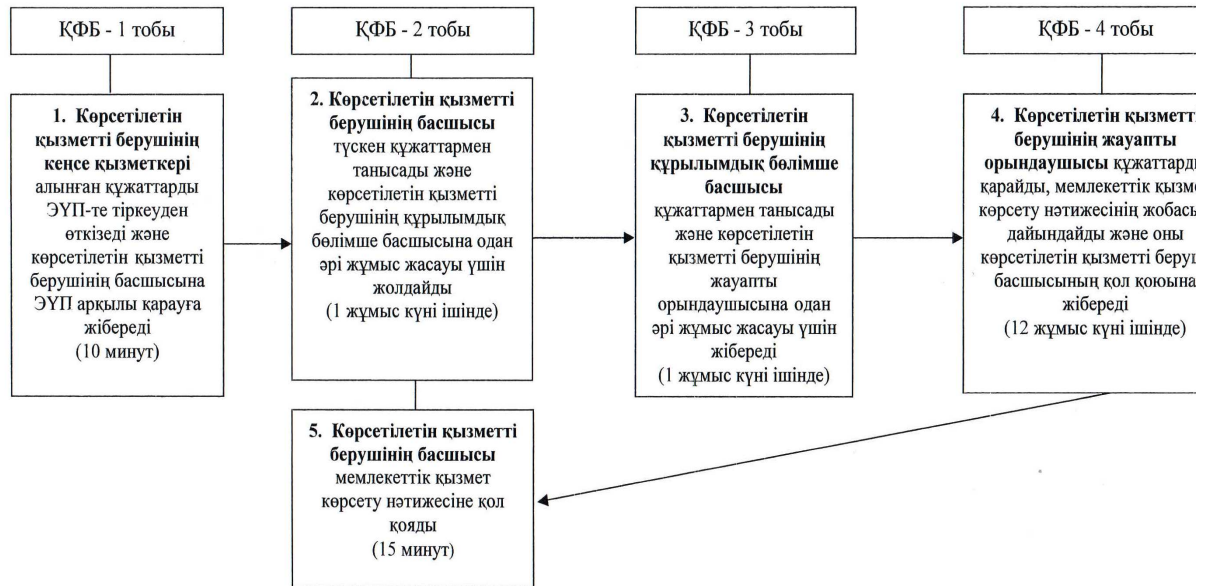 ҚФБ - 1 тобы
ҚФБ - 2 тобы
ҚФБ - 3 тобы
ҚФБ - 4 тобы
1. Көрсетілетін
қызметті берушінің
кеңсе қызметкері
алынған құжаттарды
ЭҮП-те тіркеуден
өткізеді және
көрсетілетін қызметті
берушінің басшысына
ЭҮП арқылы қарауға
жібереді
(10 минут)
2. Көрсетілетін қызметті
берушінің басшысы
түскен құжаттармен
танысады және
көрсетілетін қызметті
берушінің құрылымдық
бөлімше басшысына одан
әрі жұмыс жасауы үшін
жолдайды
(1 жұмыс күні ішінде)
3. Көрсетілетін
қызметті берушінің
құрылымдық бөлімше
басшысы
құжаттармен танысады
және көрсетілетін
қызметті берушінің
жауапты
орындаушысына одан
әрі жұмыс жасауы үшін
жібереді
(1 жұмыс күні ішінде)
4. Көрсетілетін
берушінің жауапты
орындаушысы
қарайды, мемлекеттік
көрсету нәтижесінің
дайындайды және оны
көрсетілетін қызметті
басшысының қол қоюына
жібереді
(12 жұмыс күні ішінде)
5. Көрсетілетін қызметті
берушінің басшысы
мемлекеттік қызмет
көрсету нәтижесіне қол
қояды
(15 минут)